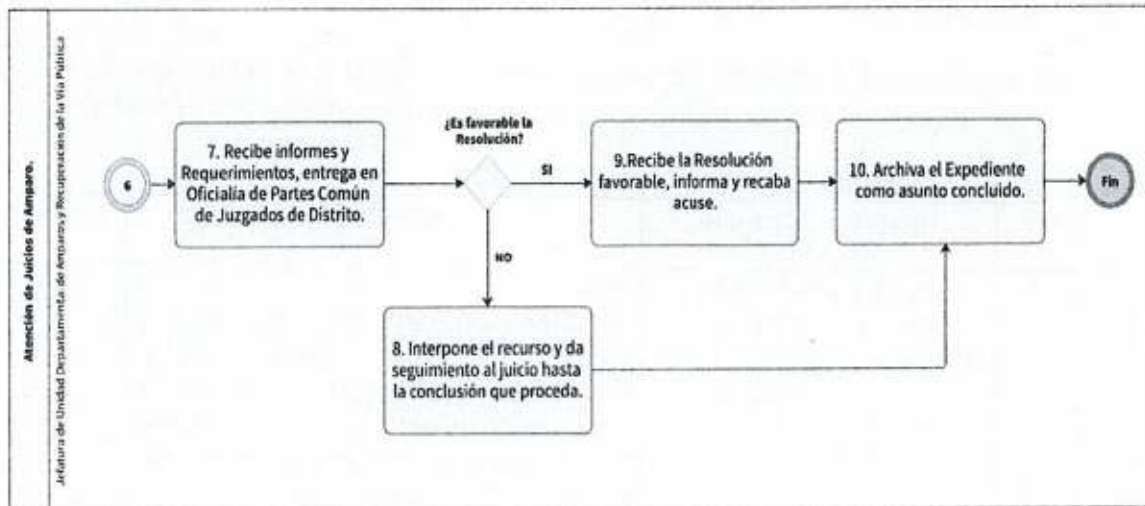 Atención de Juicios de Amparo.
Jefatura de Unidad Departamental de Amparos y Recuperación de la Vía Pública
6
7. Recibe informes y
Requerimientos, entrega en
Oficialía de Partes Común
de Juzgados de Distrito.
¿Es favorable la
Resolución?
SI
NO
8. Interpone el recurso y da
seguimiento al juicio hasta
la conclusión que proceda.
9.Recibe la Resolución
favorable, informa y recaba
acuse.
10. Archiva el Expediente
como asunto concluido.
Fin